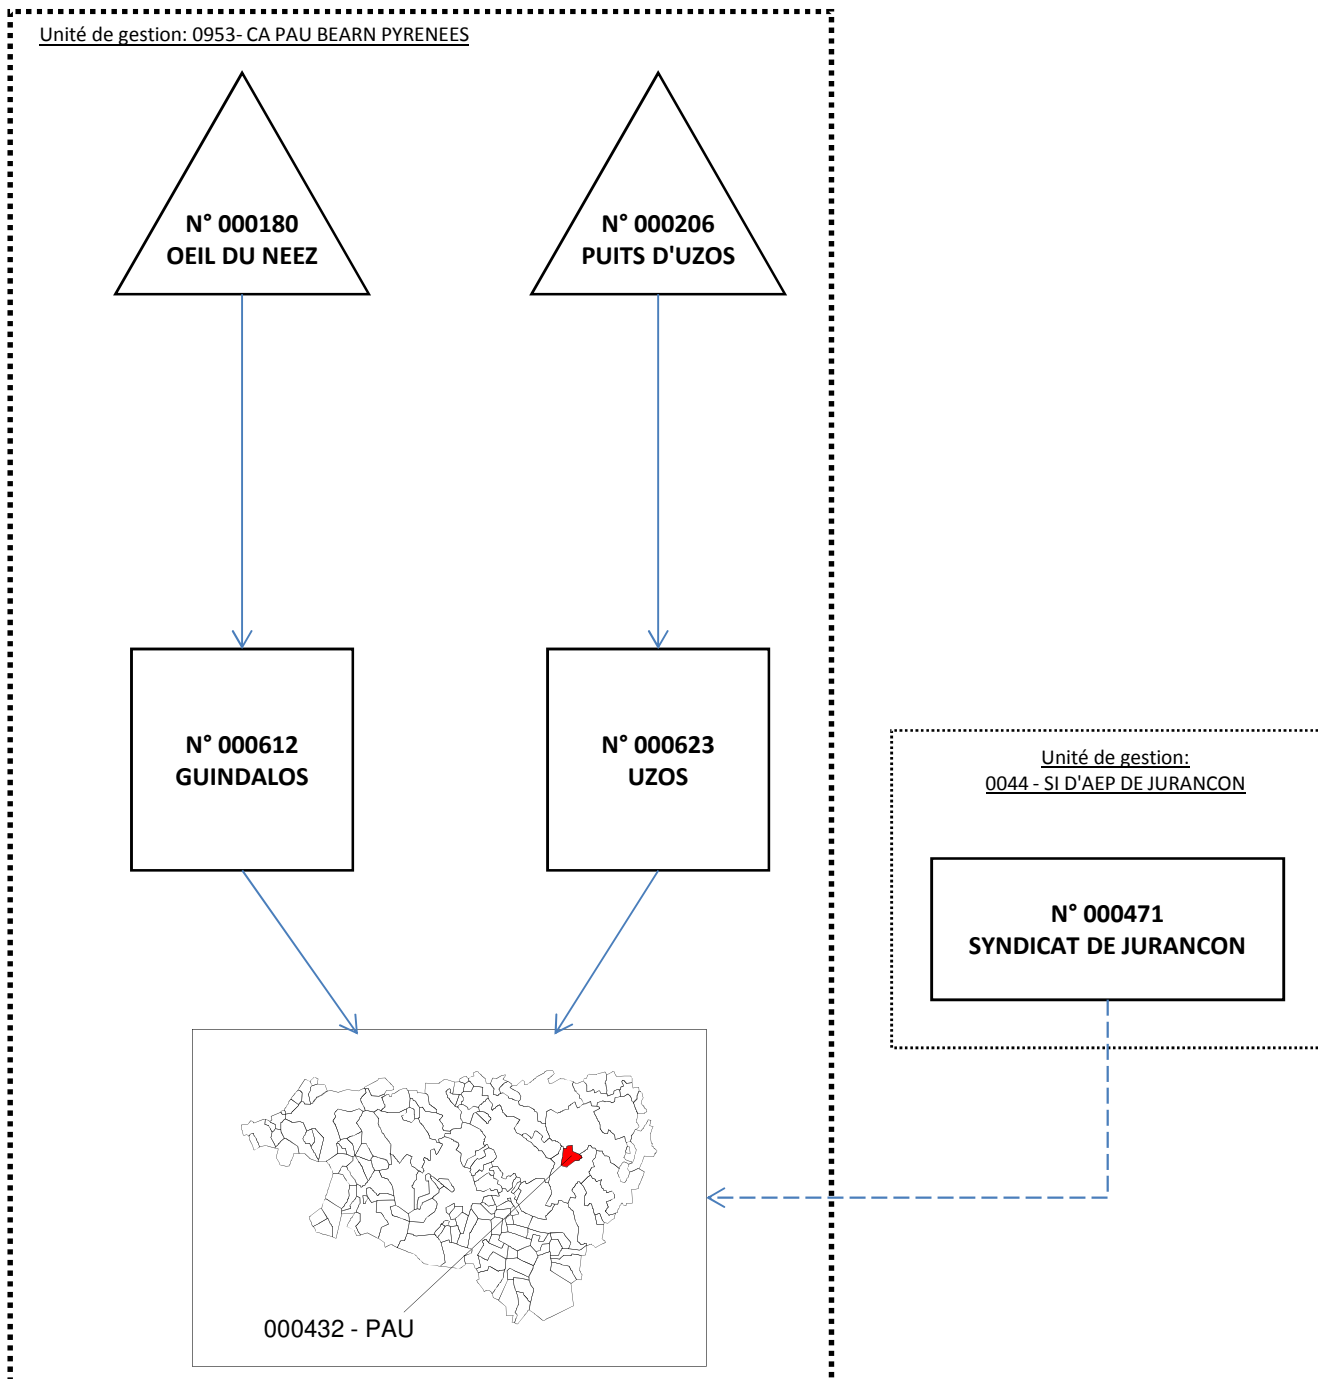 Unité de gestion: 0953- CA PAU BEARN PYRENEES
N° 000180
OEIL DU NEEZ
N° 000206
PUITS D'UZOS
N° 000612
GUINDALOS
N° 000623
UZOS
Unité de gestion:
0044 - SI D'AEP DE JURANCON
N° 000471
SYNDICAT DE JURANCON
000432 - PAU